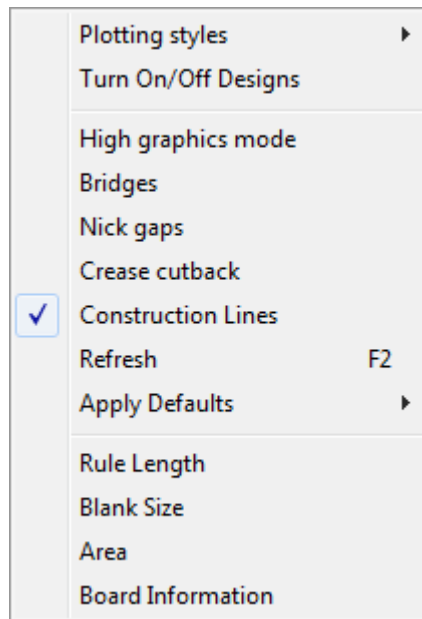 Plotting styles
Turn On/Off Designs
High graphics mode
Bridges
Nick gaps
Crease cutback
Construction Lines
Refresh F2
Apply Defaults
Rule Length
Blank Size
Area
Board Information